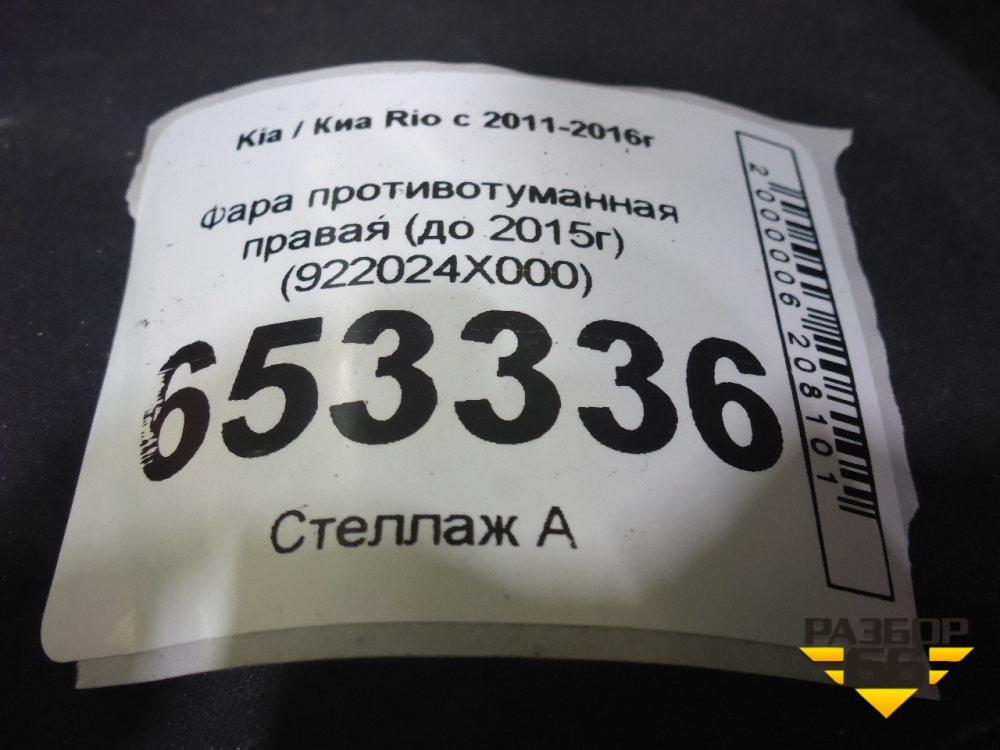 Kia / Киа Rio с 2011-2016г
Фара противотуманная
правая (до 2015г)
(922024X000)
653336
Стеллаж А
2000006208101
РАЗБОР
66